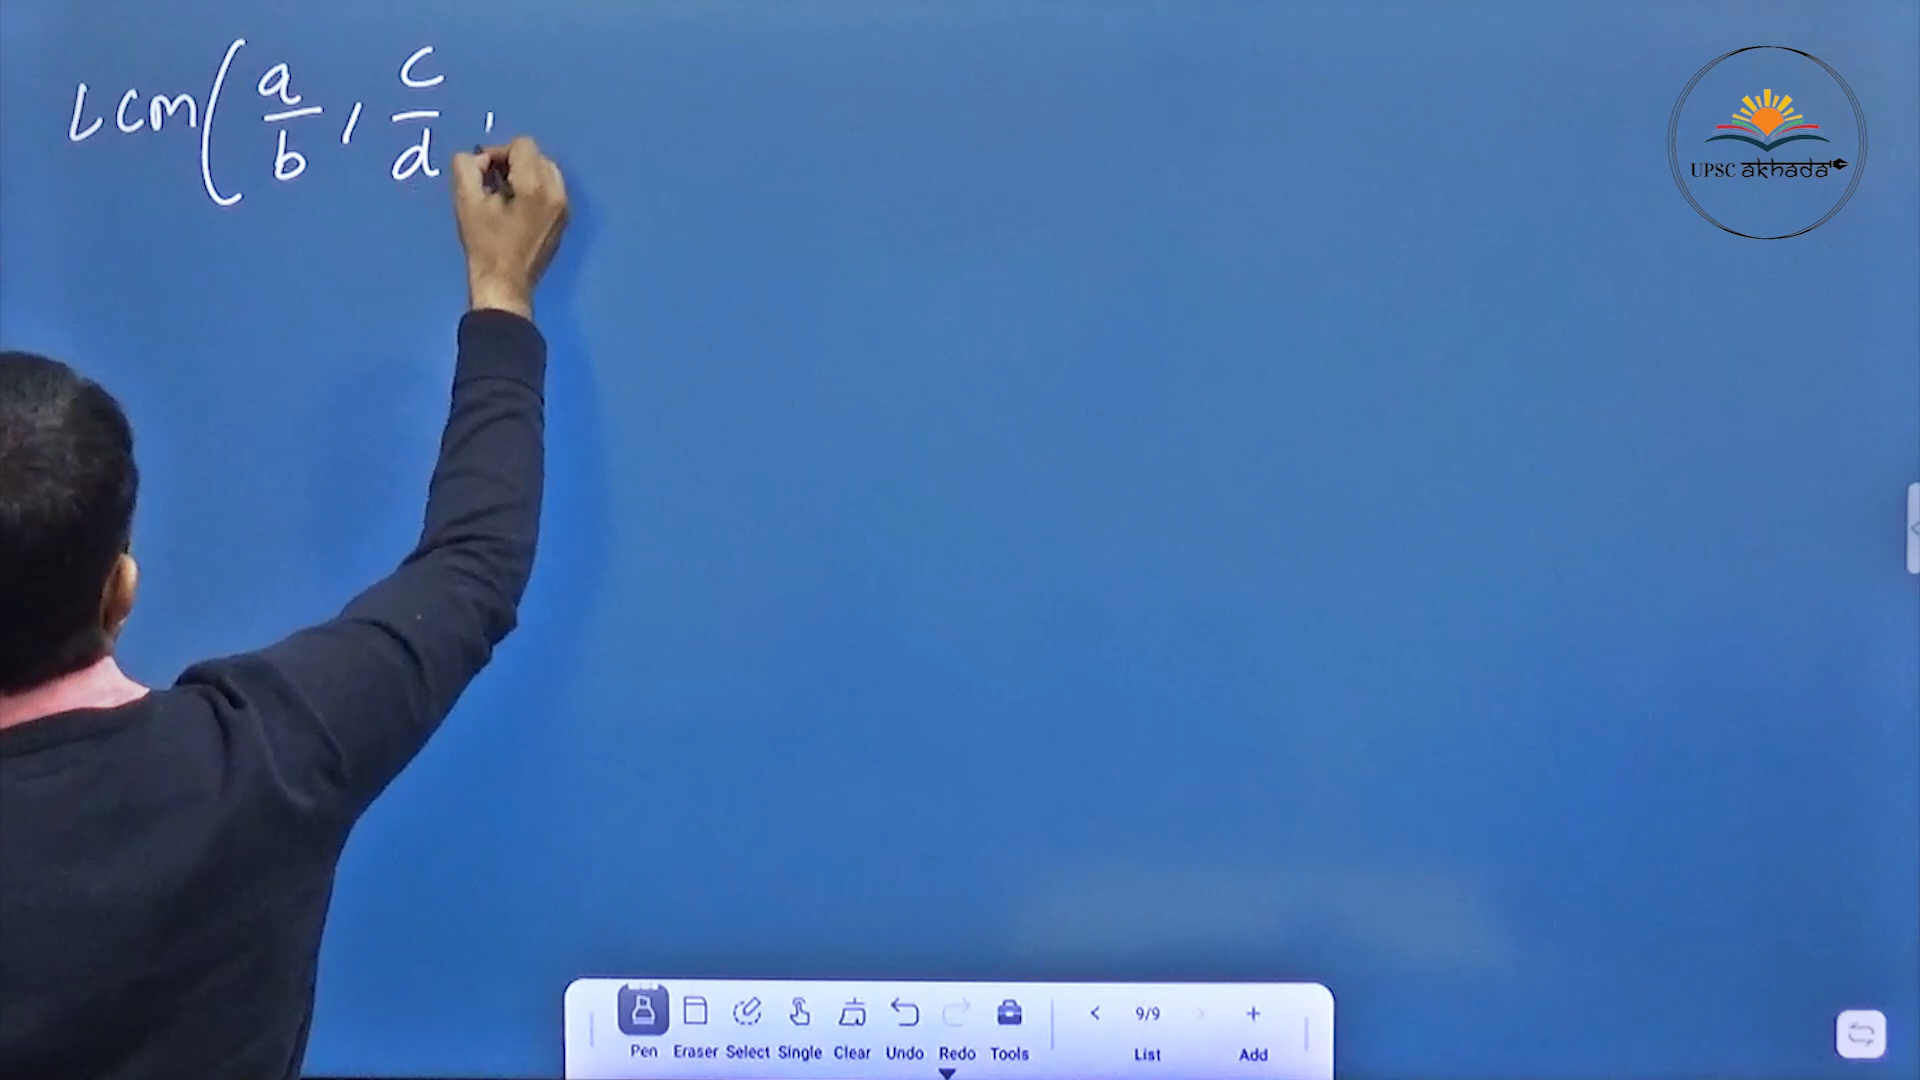 LCM ( a/b , c/d ,
UPSC akhada
Pen Eraser Select Single Clear Undo Redo Tools < 9/9 List + Add